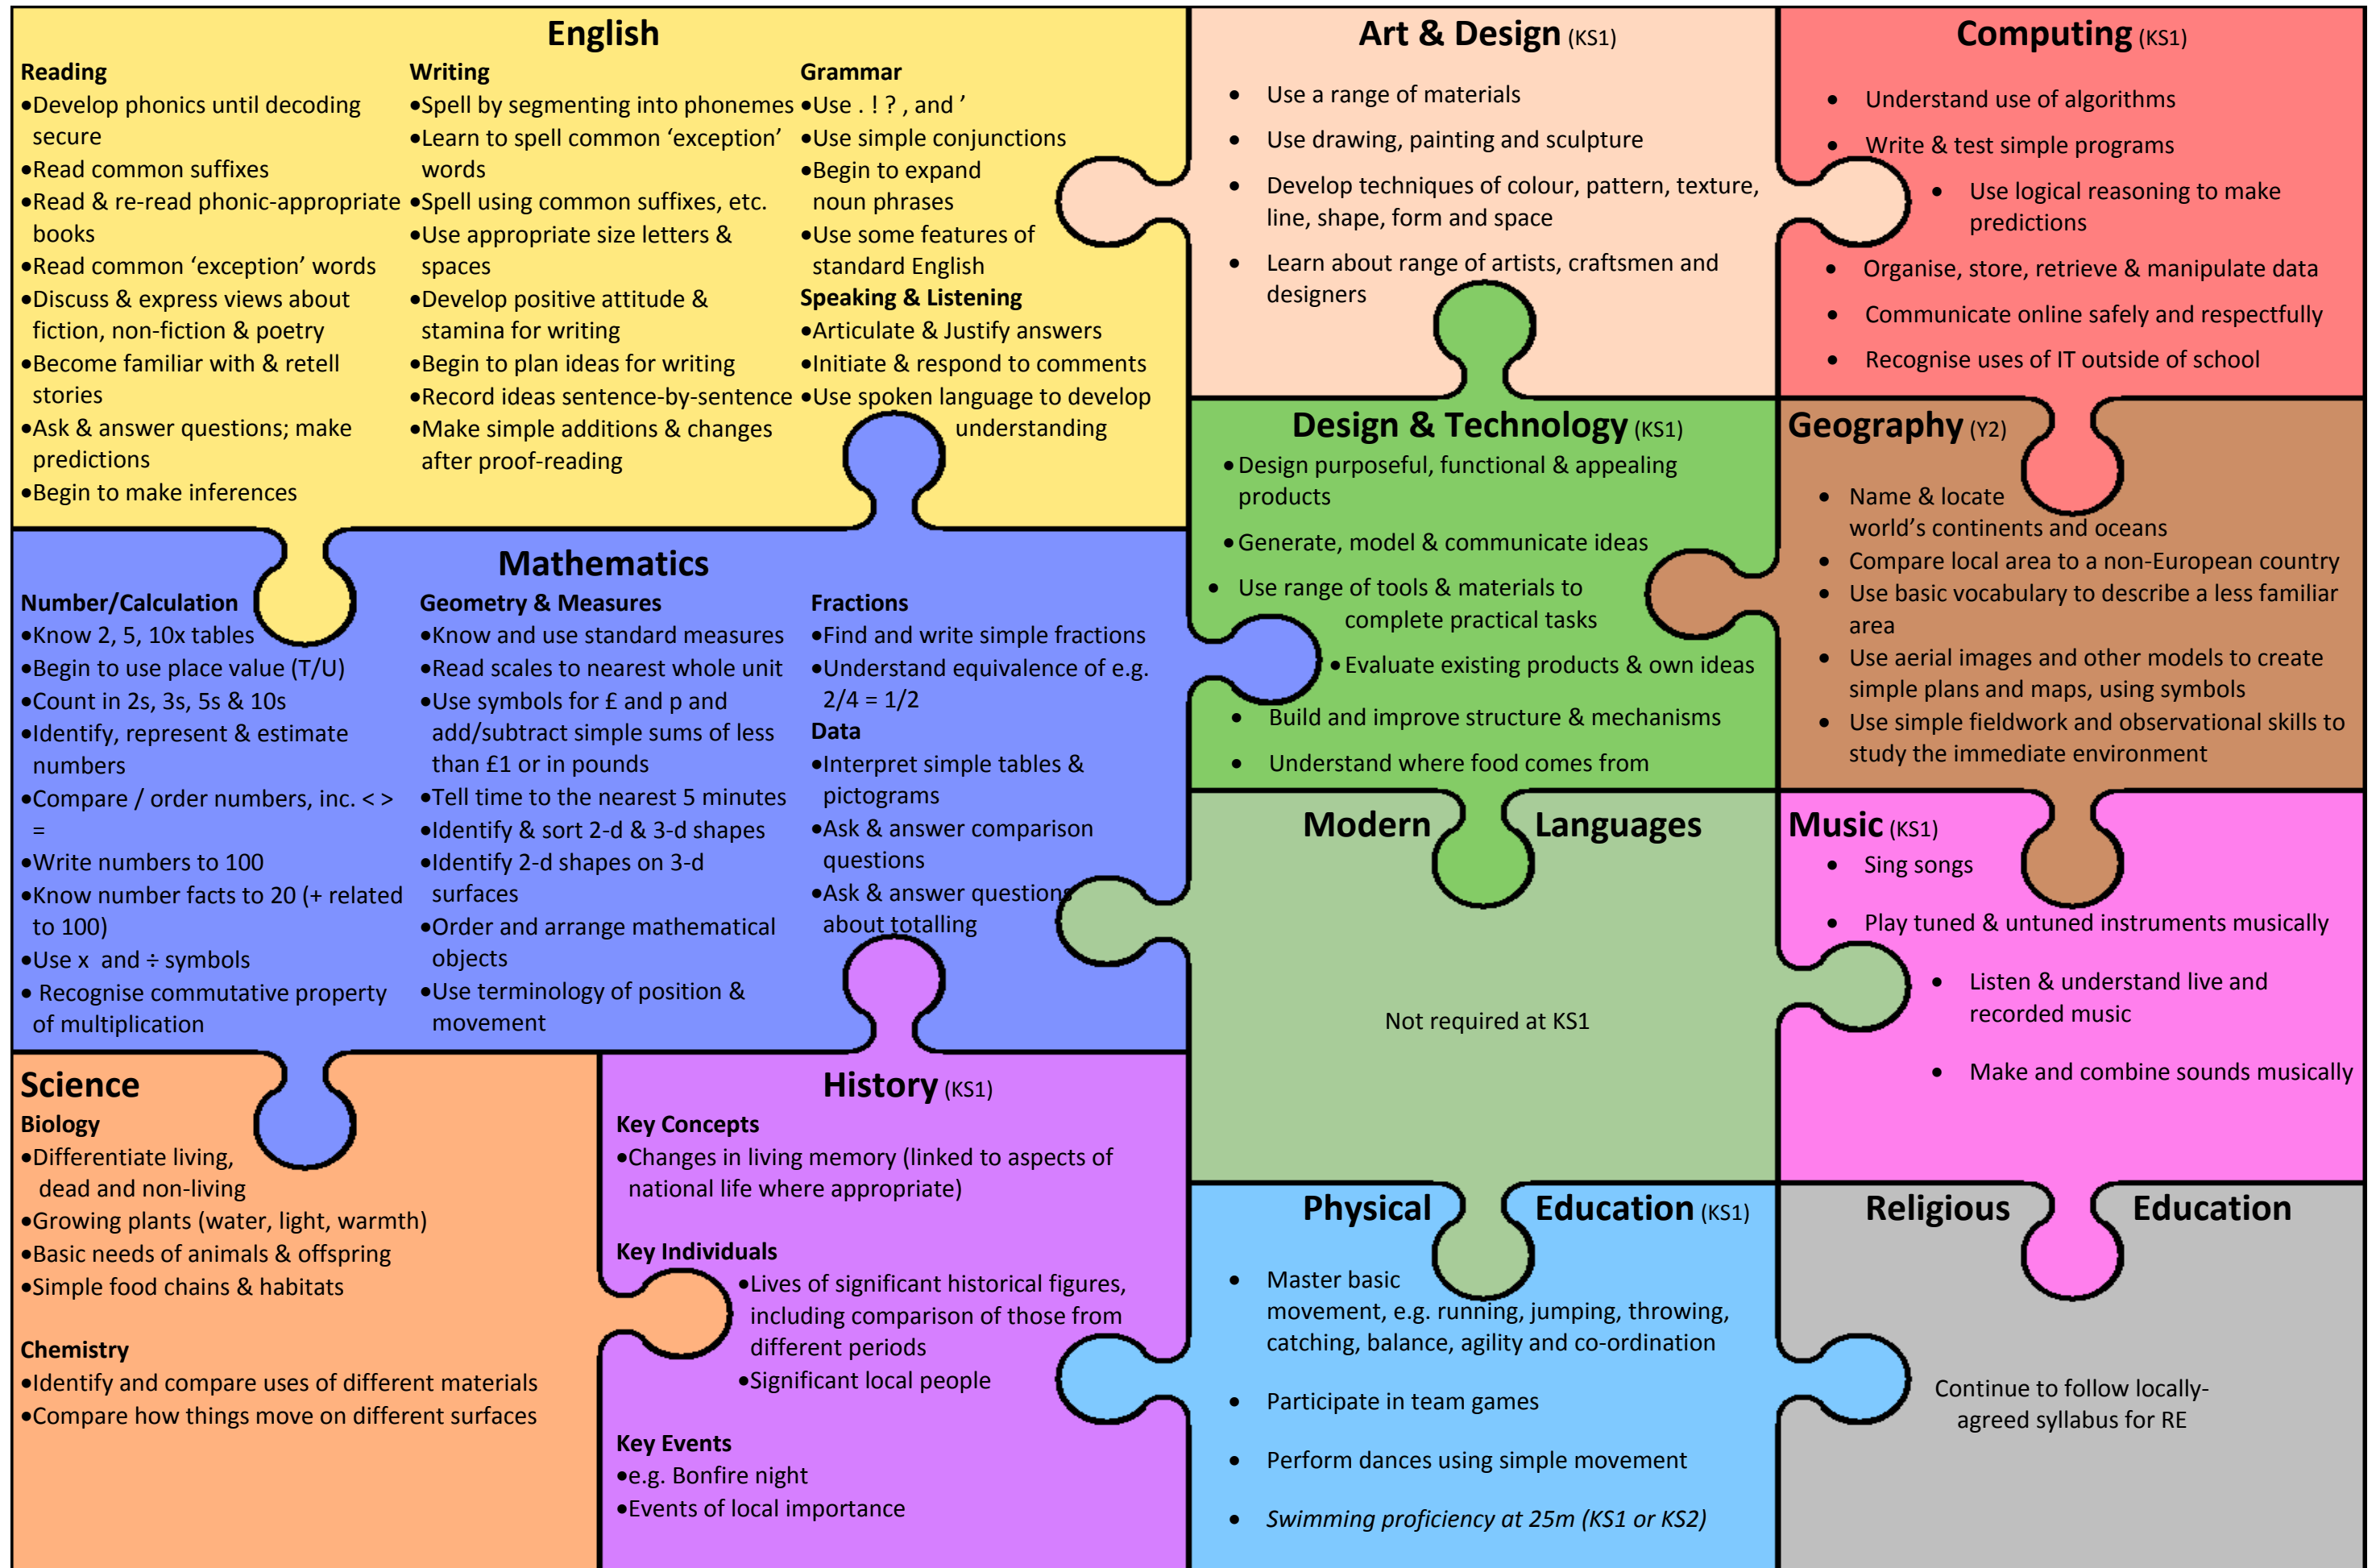 English
Reading
•Develop phonics until decoding
secure
•Read common suffixes
•Read & re-read phonic-appropriate
books
•Read common ‘exception’ words
•Discuss & express views about
fiction, non-fiction & poetry
•Become familiar with & retell
stories
•Ask & answer questions; make
predictions
•Begin to make inferences
Writing
•Spell by segmenting into phonemes
•Learn to spell common ‘exception’
words
•Spell using common suffixes, etc.
•Use appropriate size letters &
spaces
•Develop positive attitude &
stamina for writing
•Begin to plan ideas for writing
•Record ideas sentence-by-sentence
•Make simple additions & changes
after proof-reading
Grammar
•Use . ! ? , and ’
•Use simple conjunctions
•Begin to expand
noun phrases
•Use some features of
standard English
Speaking & Listening
•Articulate & Justify answers
•Initiate & respond to comments
•Use spoken language to develop
understanding
Art & Design (KS1)
• Use a range of materials
• Use drawing, painting and sculpture
• Develop techniques of colour, pattern, texture,
line, shape, form and space
• Learn about range of artists, craftsmen and
designers
Computing (KS1)
• Understand use of algorithms
• Write & test simple programs
• Use logical reasoning to make
predictions
• Organise, store, retrieve & manipulate data
• Communicate online safely and respectfully
• Recognise uses of IT outside of school
Mathematics
Number/Calculation
•Know 2, 5, 10x tables
•Begin to use place value (T/U)
•Count in 2s, 3s, 5s & 10s
•Identify, represent & estimate
numbers
•Compare / order numbers, inc. < >
=
•Write numbers to 100
•Know number facts to 20 (+ related
to 100)
•Use x and ÷ symbols
• Recognise commutative property
of multiplication
Geometry & Measures
•Know and use standard measures
•Read scales to nearest whole unit
•Use symbols for £ and p and
add/subtract simple sums of less
than £1 or in pounds
•Tell time to the nearest 5 minutes
•Identify & sort 2-d & 3-d shapes
•Identify 2-d shapes on 3-d
surfaces
•Order and arrange mathematical
objects
•Use terminology of position &
movement
Fractions
•Find and write simple fractions
•Understand equivalence of e.g.
2/4 = 1/2
Data
•Interpret simple tables &
pictograms
•Ask & answer comparison
questions
•Ask & answer questions
about totalling
Design & Technology (KS1)
•Design purposeful, functional & appealing
products
•Generate, model & communicate ideas
• Use range of tools & materials to
complete practical tasks
•Evaluate existing products & own ideas
• Build and improve structure & mechanisms
• Understand where food comes from
Geography (Y2)
• Name & locate
world’s continents and oceans
• Compare local area to a non-European country
• Use basic vocabulary to describe a less familiar
area
• Use aerial images and other models to create
simple plans and maps, using symbols
• Use simple fieldwork and observational skills to
study the immediate environment
Modern Languages
Not required at KS1
Music (KS1)
• Sing songs
• Play tuned & untuned instruments musically
• Listen & understand live and
recorded music
• Make and combine sounds musically
Science
Biology
•Differentiate living,
dead and non-living
•Growing plants (water, light, warmth)
•Basic needs of animals & offspring
•Simple food chains & habitats
Chemistry
•Identify and compare uses of different materials
•Compare how things move on different surfaces
History (KS1)
Key Concepts
•Changes in living memory (linked to aspects of
national life where appropriate)
Key Individuals
•Lives of significant historical figures,
including comparison of those from
different periods
•Significant local people
Key Events
•e.g. Bonfire night
•Events of local importance
Physical Education (KS1)
• Master basic
movement, e.g. running, jumping, throwing,
catching, balance, agility and co-ordination
• Participate in team games
• Perform dances using simple movement
• Swimming proficiency at 25m (KS1 or KS2)
Religious Education
Continue to follow locally-
agreed syllabus for RE